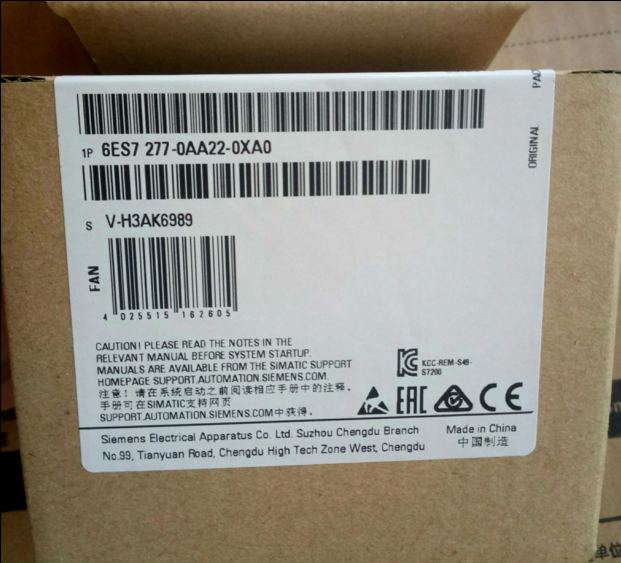 1P 6ES7 277-0AA22-0XA0
S V-H3AK6989
FAN
4 025515 162605
ORIGINAL
CAUTION! PLEASE READ THE NOTES IN THE
RELEVANT MANUAL BEFORE SYSTEM STARTUP.
MANUALS ARE AVAILABLE FROM THE SIMATIC SUPPORT
HOMEPAGE SUPPORT.AUTOMATION.SIEMENS.COM.
注意！请在系统启动之前阅读相应手册中的注释。
手册可在SIMATIC支持网页
SUPPORT.AUTOMATION.SIEMENS.COM中获得。
KCC-REM-S49-
S7200
EAC CE
Siemens Electrical Apparatus Co. Ltd. Suzhou Chengdu Branch
No.99, Tianyuan Road, Chengdu High Tech Zone West, Chengdu
Made in China
中国制造
单位